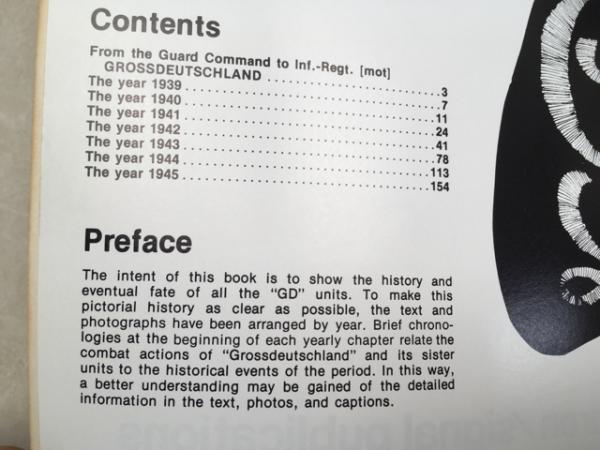 Contents
From the Guard Command to Inf.-Regt. [mot]
GROSSDEUTSCHLAND . . . . . . . . . . . . . . . . . . . . . . . . . . 3
The year 1939 . . . . . . . . . . . . . . . . . . . . . . . . . . . . . . . . . . . . 7
The year 1940 . . . . . . . . . . . . . . . . . . . . . . . . . . . . . . . . . . . 11
The year 1941 . . . . . . . . . . . . . . . . . . . . . . . . . . . . . . . . . . . 24
The year 1942 . . . . . . . . . . . . . . . . . . . . . . . . . . . . . . . . . . . 41
The year 1943 . . . . . . . . . . . . . . . . . . . . . . . . . . . . . . . . . . . 78
The year 1944 . . . . . . . . . . . . . . . . . . . . . . . . . . . . . . . . . . 113
The year 1945 . . . . . . . . . . . . . . . . . . . . . . . . . . . . . . . . . . 154
Preface
The intent of this book is to show the history and
eventual fate of all the "GD" units. To make this
pictorial history as clear as possible, the text and
photographs have been arranged by year. Brief chrono-
logies at the beginning of each yearly chapter relate the
combat actions of "Grossdeutschland" and its sister
units to the historical events of the period. In this way,
a better understanding may be gained of the detailed
information in the text, photos, and captions.